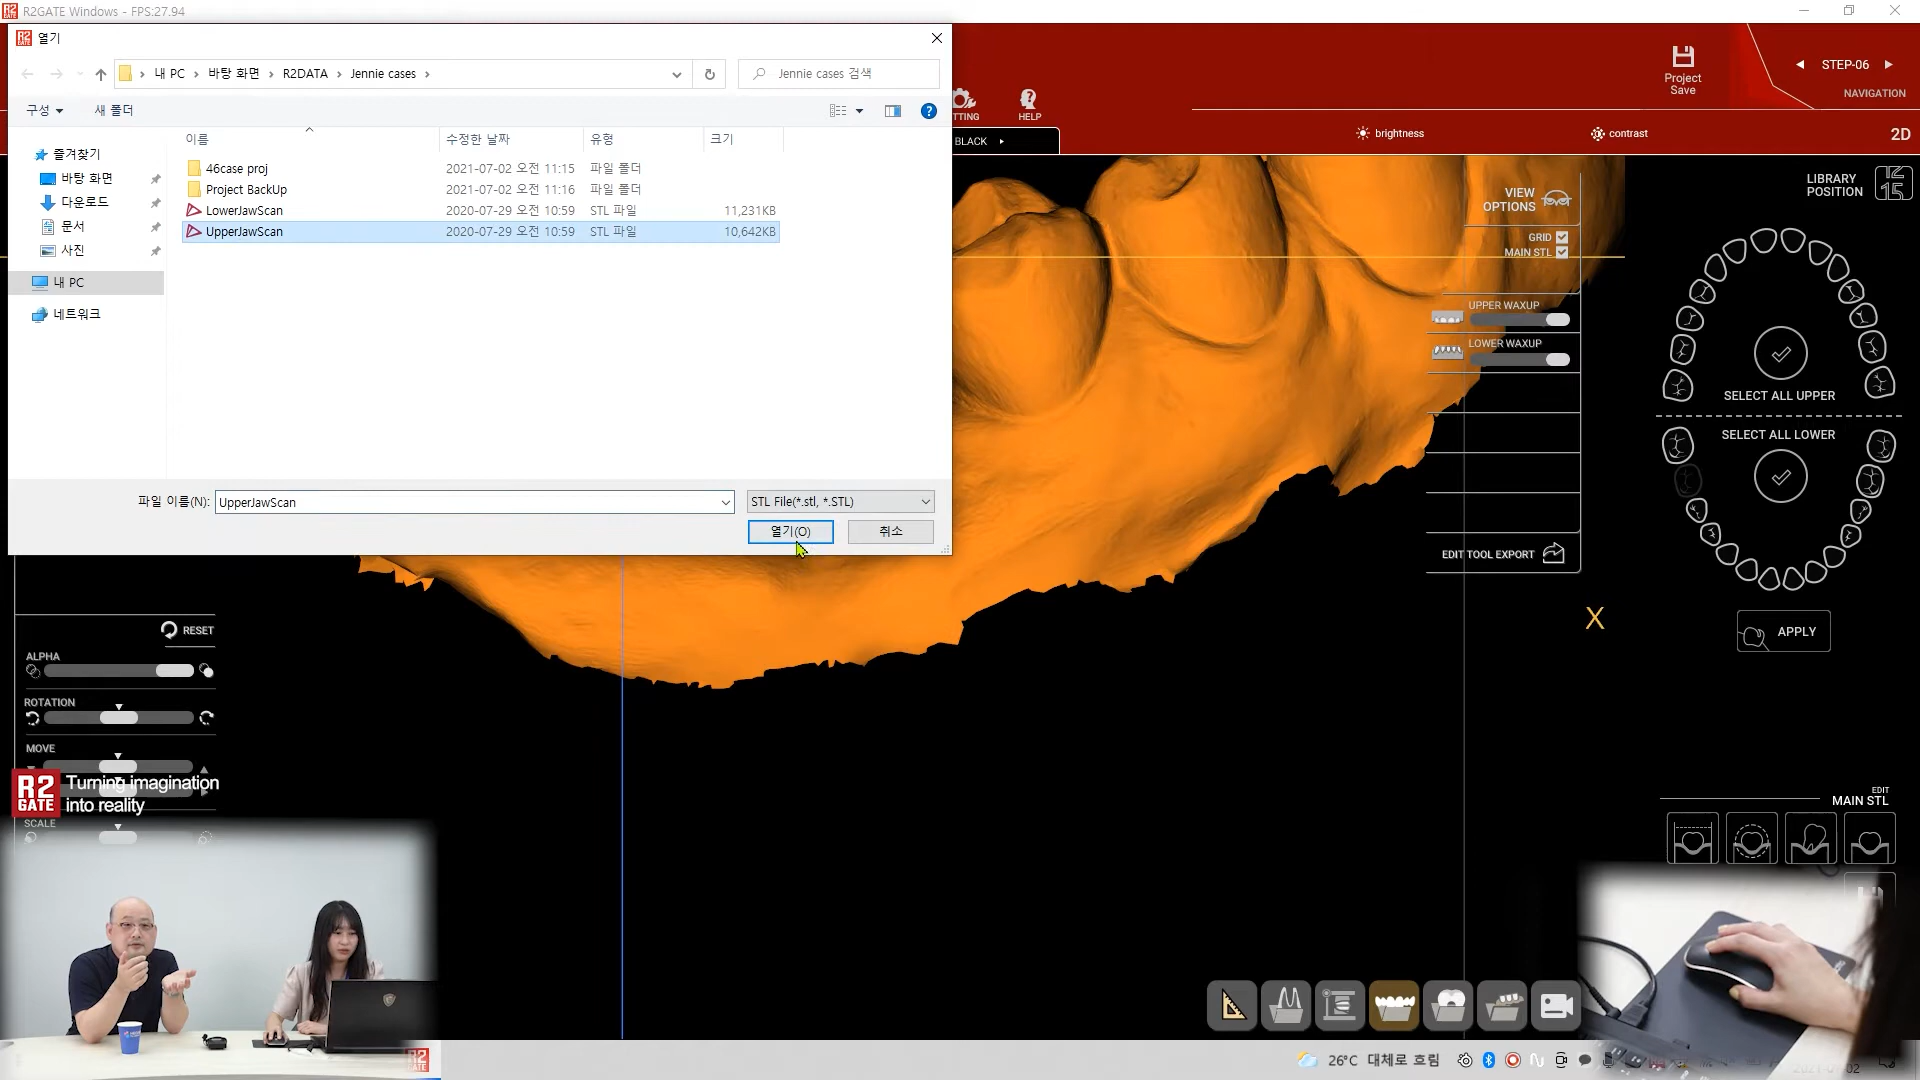 R2GATE Windows - FPS:27.94
열기
내 PC
바탕 화면
R2DATA
Jennie cases
Jennie cases 검색
구성
새 폴더
이름
수정한 날짜
유형
크기
즐겨찾기
바탕 화면
다운로드
문서
사진
내 PC
네트워크
46case proj
2021-07-02 오전 11:15
파일 폴더
Project BackUp
2021-07-02 오전 11:16
파일 폴더
LowerJawScan
2020-07-29 오전 10:59
STL 파일
11,231KB
UpperJawScan
2020-07-29 오전 10:59
STL 파일
10,642KB
파일 이름(N):
UpperJawScan
STL File(*.stl, *.STL)
열기(O)
취소
TTING
HELP
BLACK
Project
Save
STEP-06
NAVIGATION
brightness
contrast
2D
VIEW
OPTIONS
GRID
MAIN STL
UPPER WAXUP
LOWER WAXUP
EDIT TOOL EXPORT
LIBRARY
POSITION
12
15
SELECT ALL UPPER
SELECT ALL LOWER
X
APPLY
RESET
ALPHA
ROTATION
MOVE
R2
GATE
Turning imagination
into reality
SCALE
EDIT
MAIN STL
R2
GATE
26°C 대체로 흐림